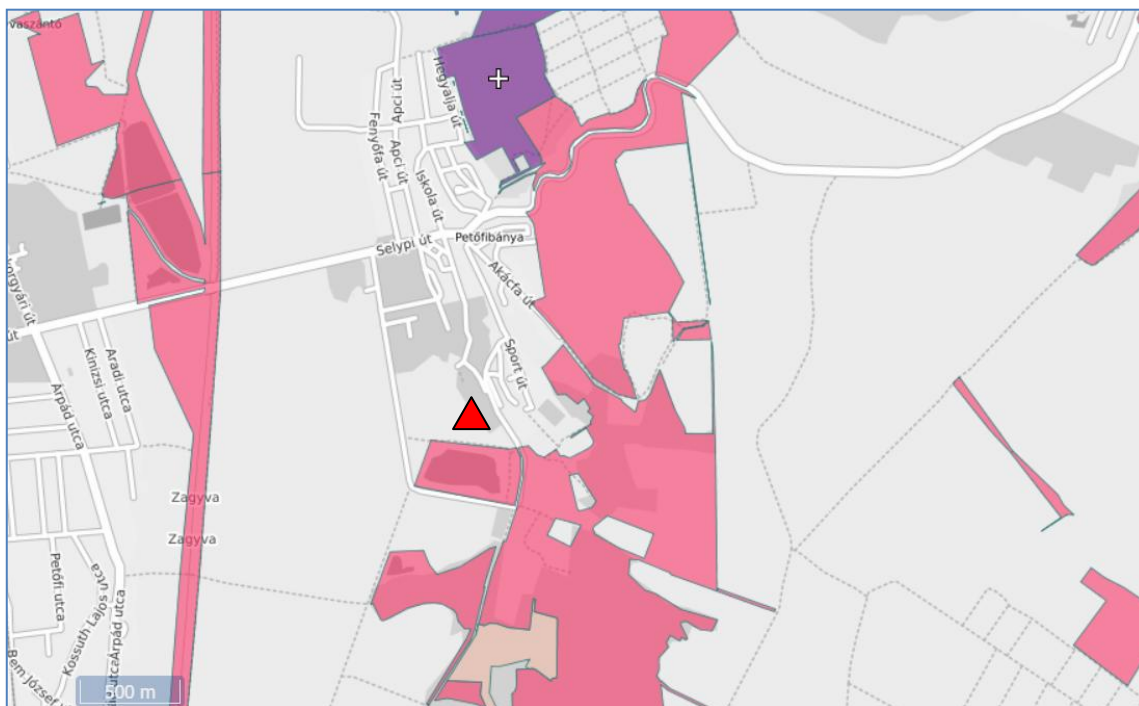 vaszántó
Hegyalja út
Apci út
Fenyőfa út
Apci út
Iskola út
Petőfibánya
Selypi út
Akácfa út
Sport út
út
Aradi utca
Kinizsi utca
Árpád utca
Zagyva
Zagyva
Petőfi utca
Kossuth Lajos utca
Árpád utca
Bem József
500 m